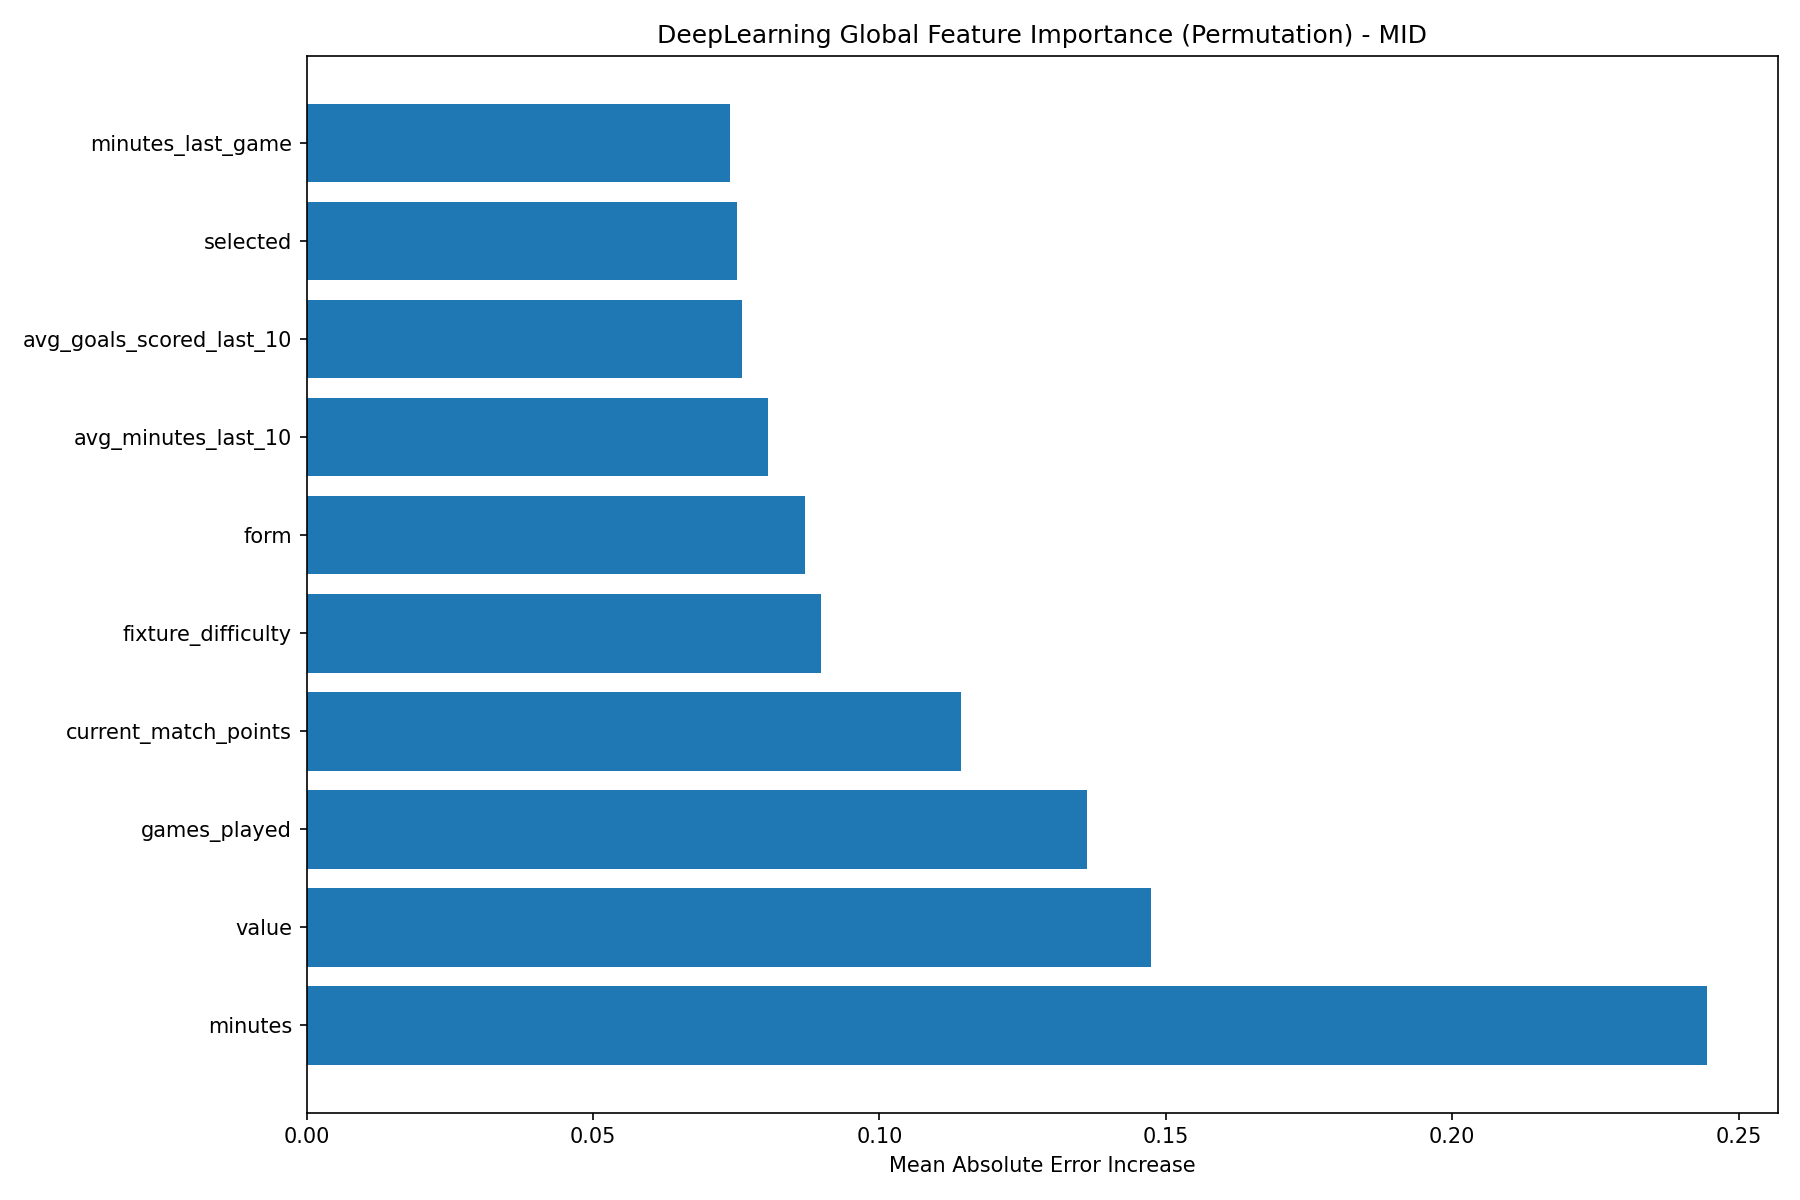 DeepLearning Global Feature Importance (Permutation) - MID
minutes_last_game
selected
avg_goals_scored_last_10
avg_minutes_last_10
form
fixture_difficulty
current_match_points
games_played
value
minutes
0.00 0.05 0.10 0.15 0.20 0.25
Mean Absolute Error Increase